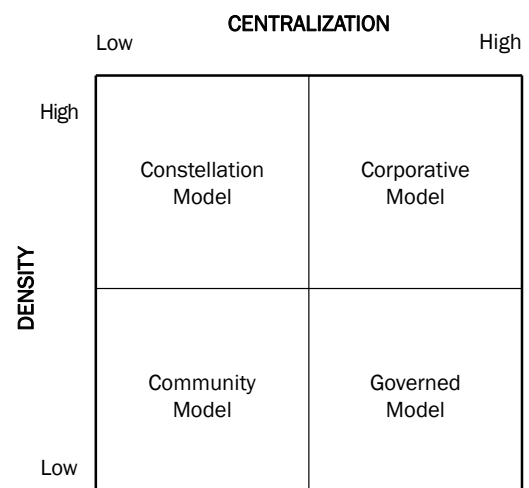 CENTRALIZATION
Low
High
High
Constellation
Model
Corporative
Model
DENSITY
Community
Model
Governed
Model
Low